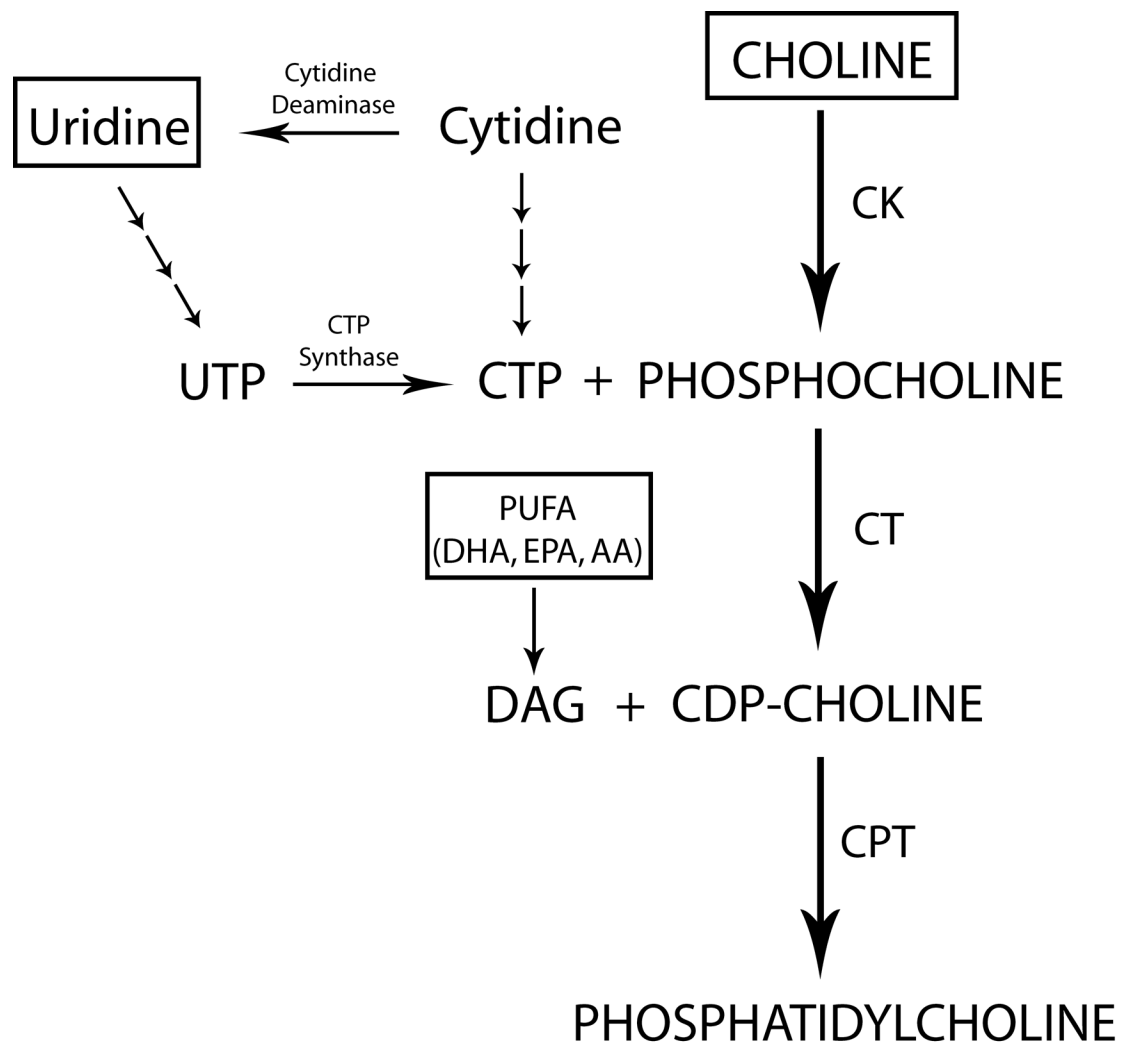 CHOLINE
Cytidine
Deaminase
Uridine
Cytidine
CK
CTP
Synthase
UTP
CTP + PHOSPHOCHOLINE
PUFA
(DHA, EPA, AA)
CT
DAG + CDP-CHOLINE
CPT
PHOSPHATIDYLCHOLINE